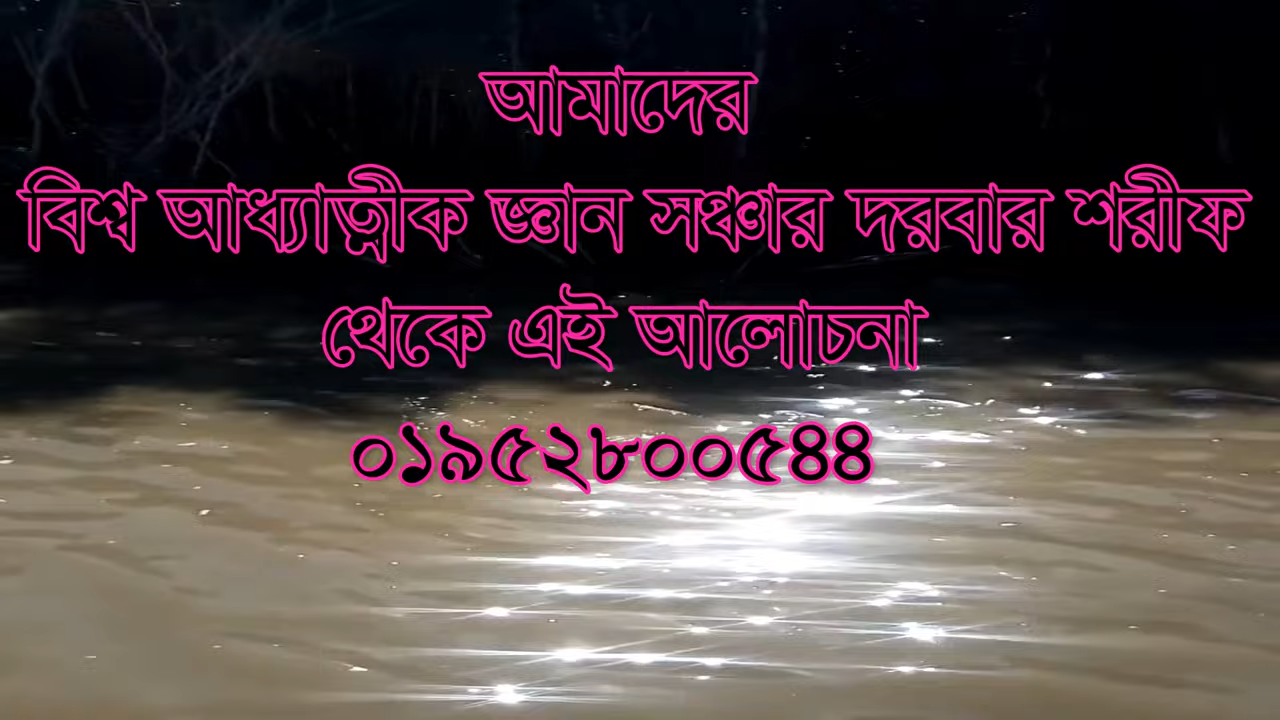 আমাদের
বিশ্ব আধ্যাত্নীক জ্ঞান সঞ্চার দরবার শরীফ
থেকে এই আলোচনা
০১৯৫২৮০০৫৪৪